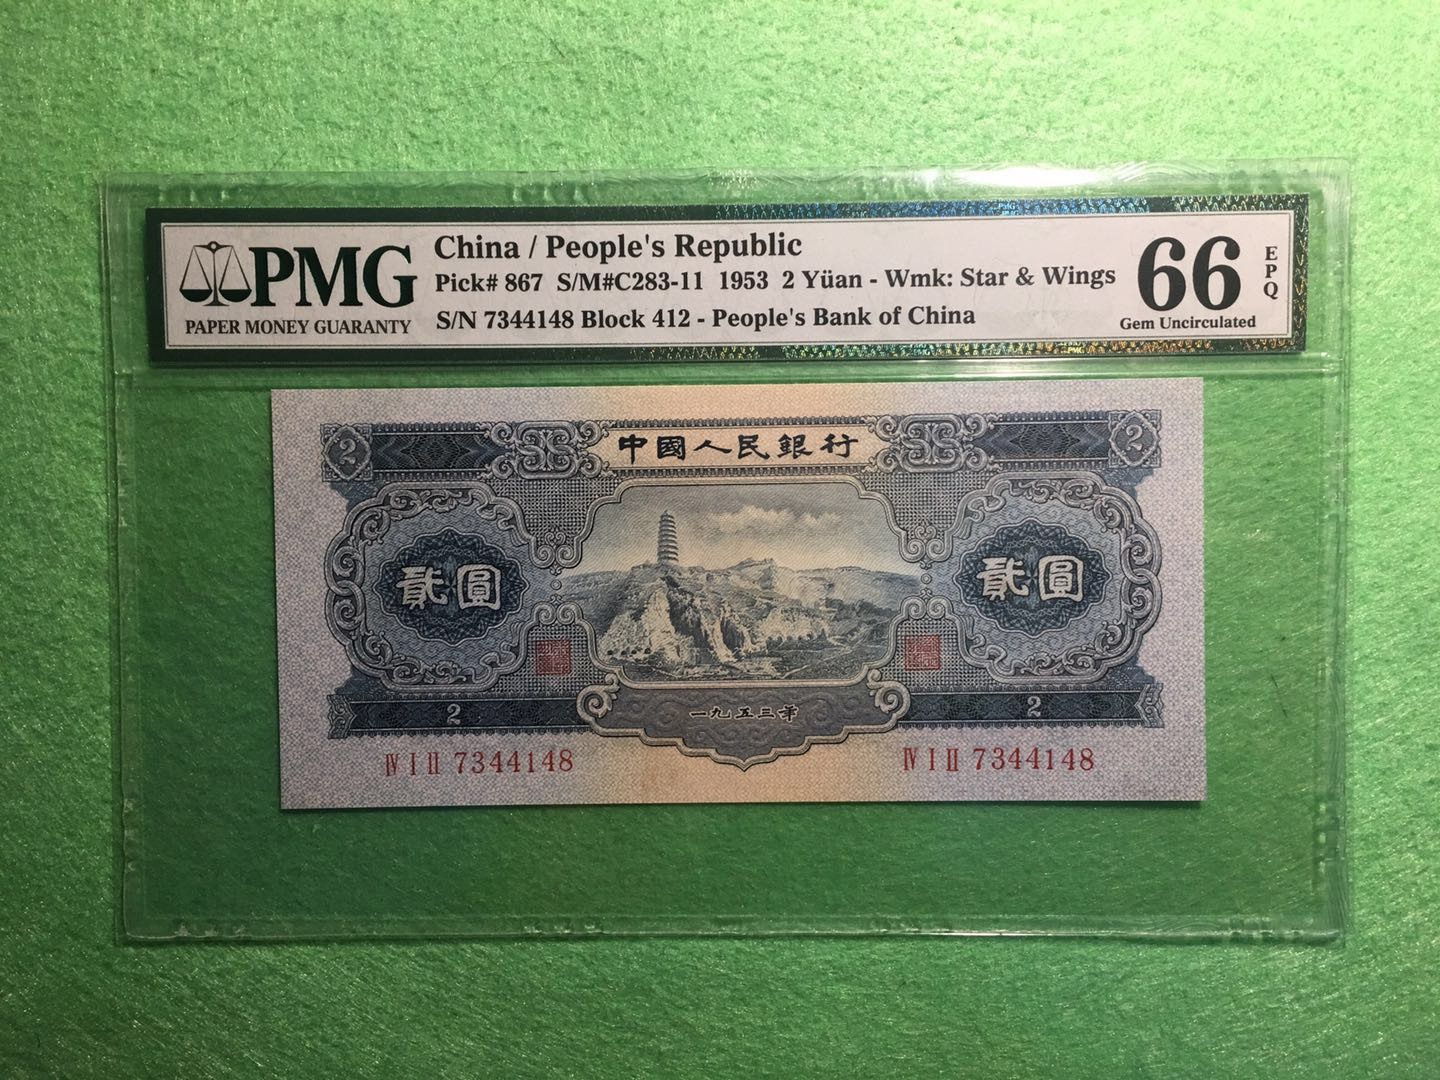 PMG
PAPER MONEY GUARANTY
China / People's Republic
Pick# 867 S/M#C283-11 1953 2 Yüan - Wmk: Star & Wings
S/N 7344148 Block 412 - People's Bank of China
66
EPQ
Gem Uncirculated
2 中國人民銀行 2
貳圓 貳圓
2 一九五三年 2
IV I II 7344148 IV I II 7344148